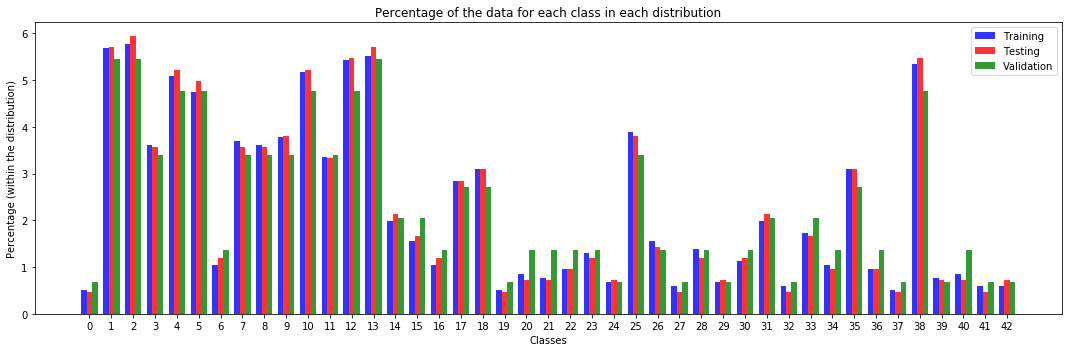 Percentage of the data for each class in each distribution
Percentage (within the distribution)
6
5
4
3
2
1
0
Training
Testing
Validation
0 1 2 3 4 5 6 7 8 9 10 11 12 13 14 15 16 17 18 19 20 21 22 23 24 25 26 27 28 29 30 31 32 33 34 35 36 37 38 39 40 41 42
Classes